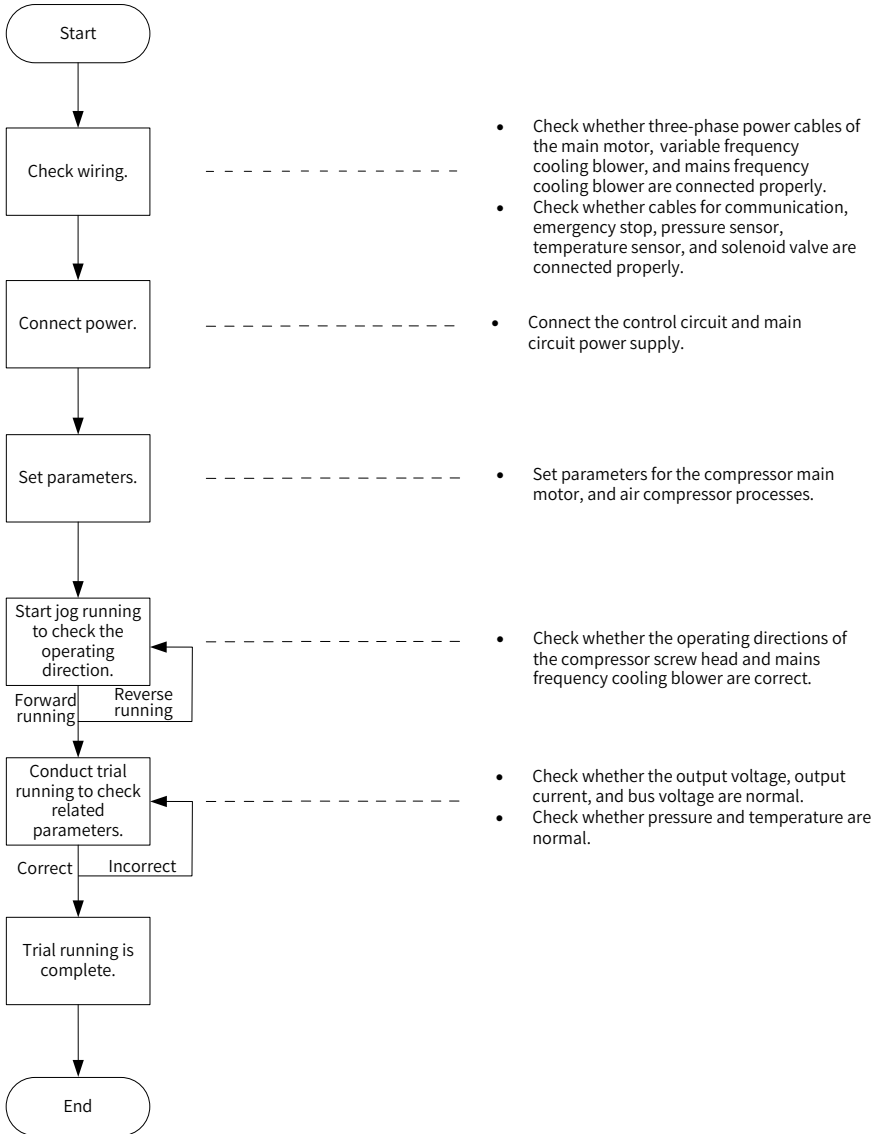 Start
Check wiring.
• Check whether three-phase power cables of
the main motor, variable frequency
cooling blower, and mains frequency
cooling blower are connected properly.
• Check whether cables for communication,
emergency stop, pressure sensor,
temperature sensor, and solenoid valve are
connected properly.
Connect power.
• Connect the control circuit and main
circuit power supply.
Set parameters.
• Set parameters for the compressor main
motor, and air compressor processes.
Start jog running
to check the
operating
direction.
• Check whether the operating directions of
the compressor screw head and mains
frequency cooling blower are correct.
Forward
running
Reverse
running
Conduct trial
running to check
related
parameters.
• Check whether the output voltage, output
current, and bus voltage are normal.
• Check whether pressure and temperature are
normal.
Correct
Incorrect
Trial running is
complete.
End